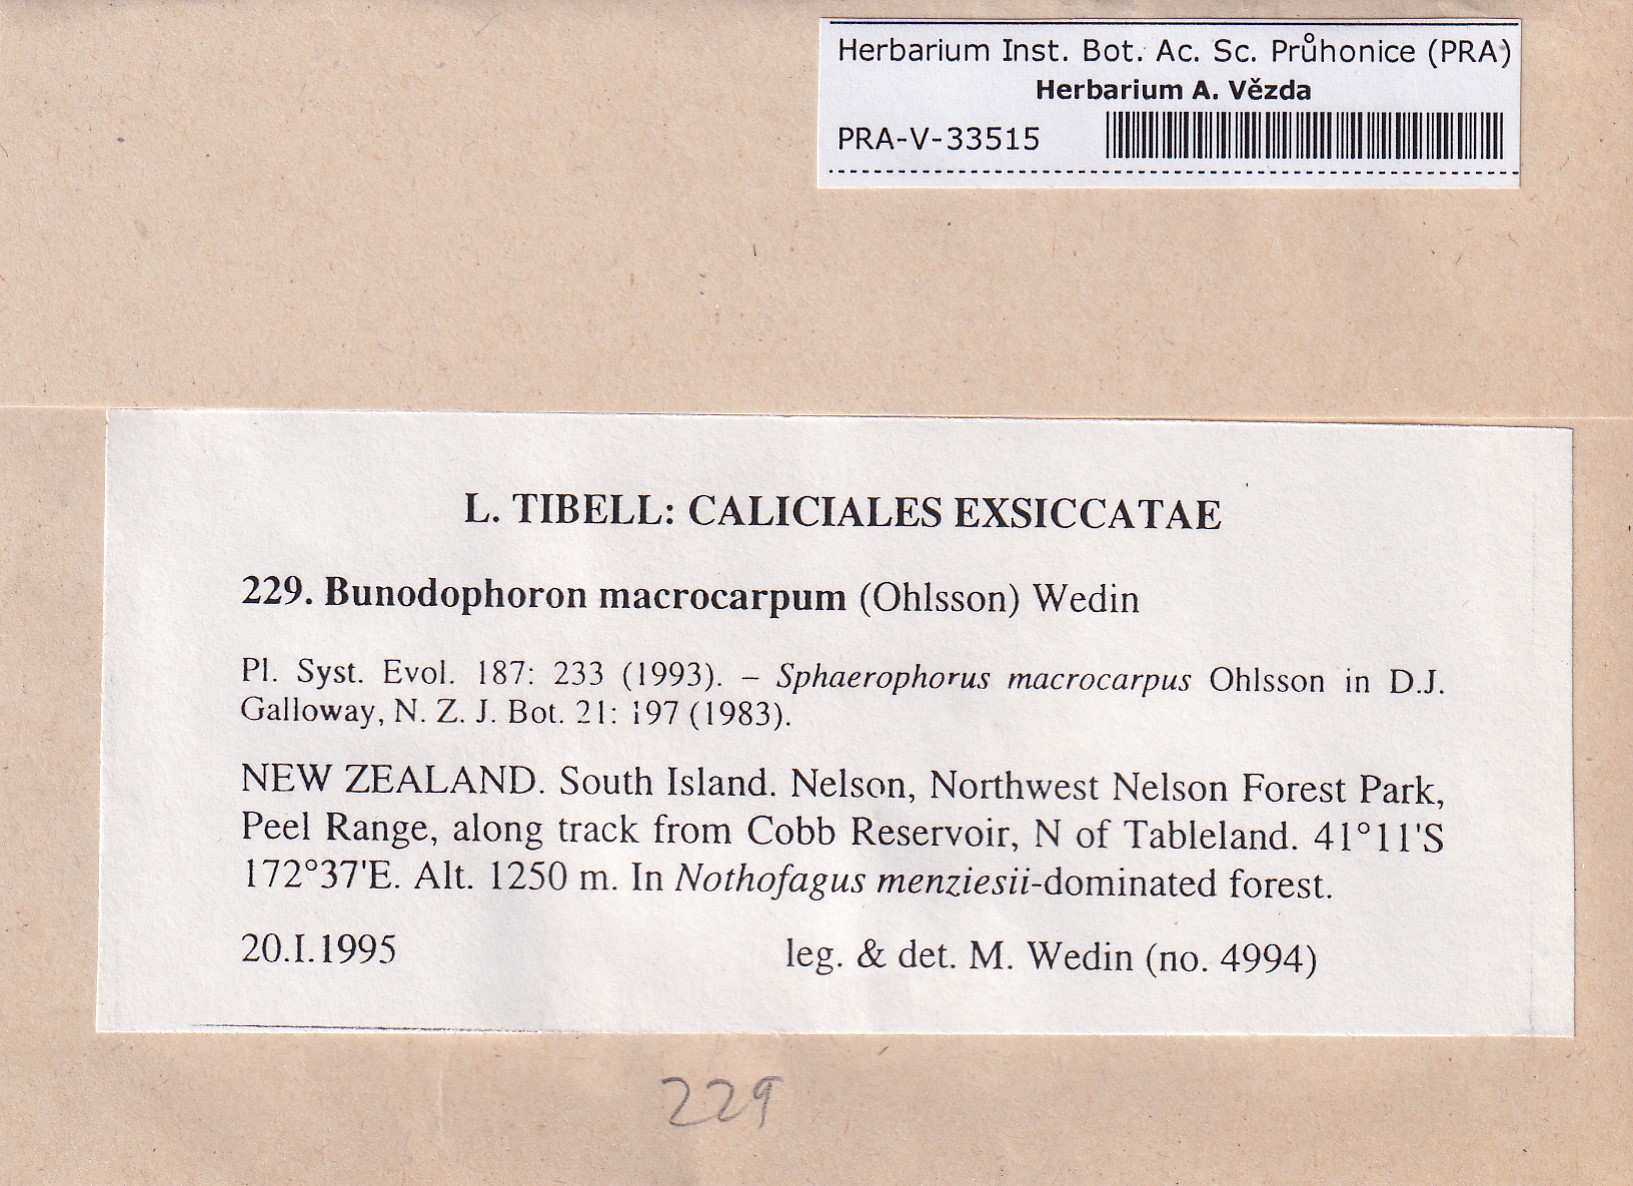 Herbarium Inst. Bot. Ac. Sc. Průhonice (PRA)
Herbarium A. Vězda
PRA-V-33515
L. TIBELL: CALICIALES EXSICCATAE
229. Bunodophoron macrocarpum (Ohlsson) Wedin
Pl. Syst. Evol. 187: 233 (1993). – Sphaerophorus macrocarpus Ohlsson in D.J.
Galloway, N. Z. J. Bot. 21: 197 (1983).
NEW ZEALAND. South Island. Nelson, Northwest Nelson Forest Park,
Peel Range, along track from Cobb Reservoir, N of Tableland. 41°11'S
172°37'E. Alt. 1250 m. In Nothofagus menziesii-dominated forest.
20.I.1995 leg. & det. M. Wedin (no. 4994)
229